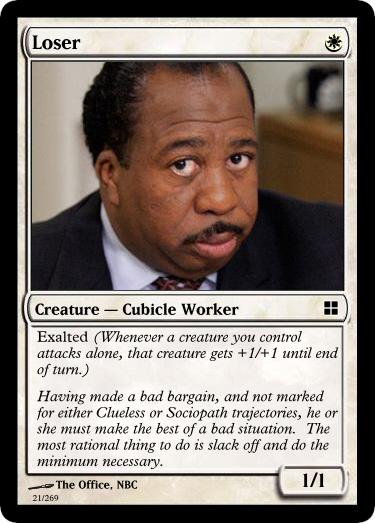 Loser
Creature — Cubicle Worker
Exalted (Whenever a creature you control
attacks alone, that creature gets +1/+1 until end
of turn.)
Having made a bad bargain, and not marked
for either Clueless or Sociopath trajectories, he or
she must make the best of a bad situation.  The
most rational thing to do is slack off and do the
minimum necessary.
The Office, NBC
1/1
21/269